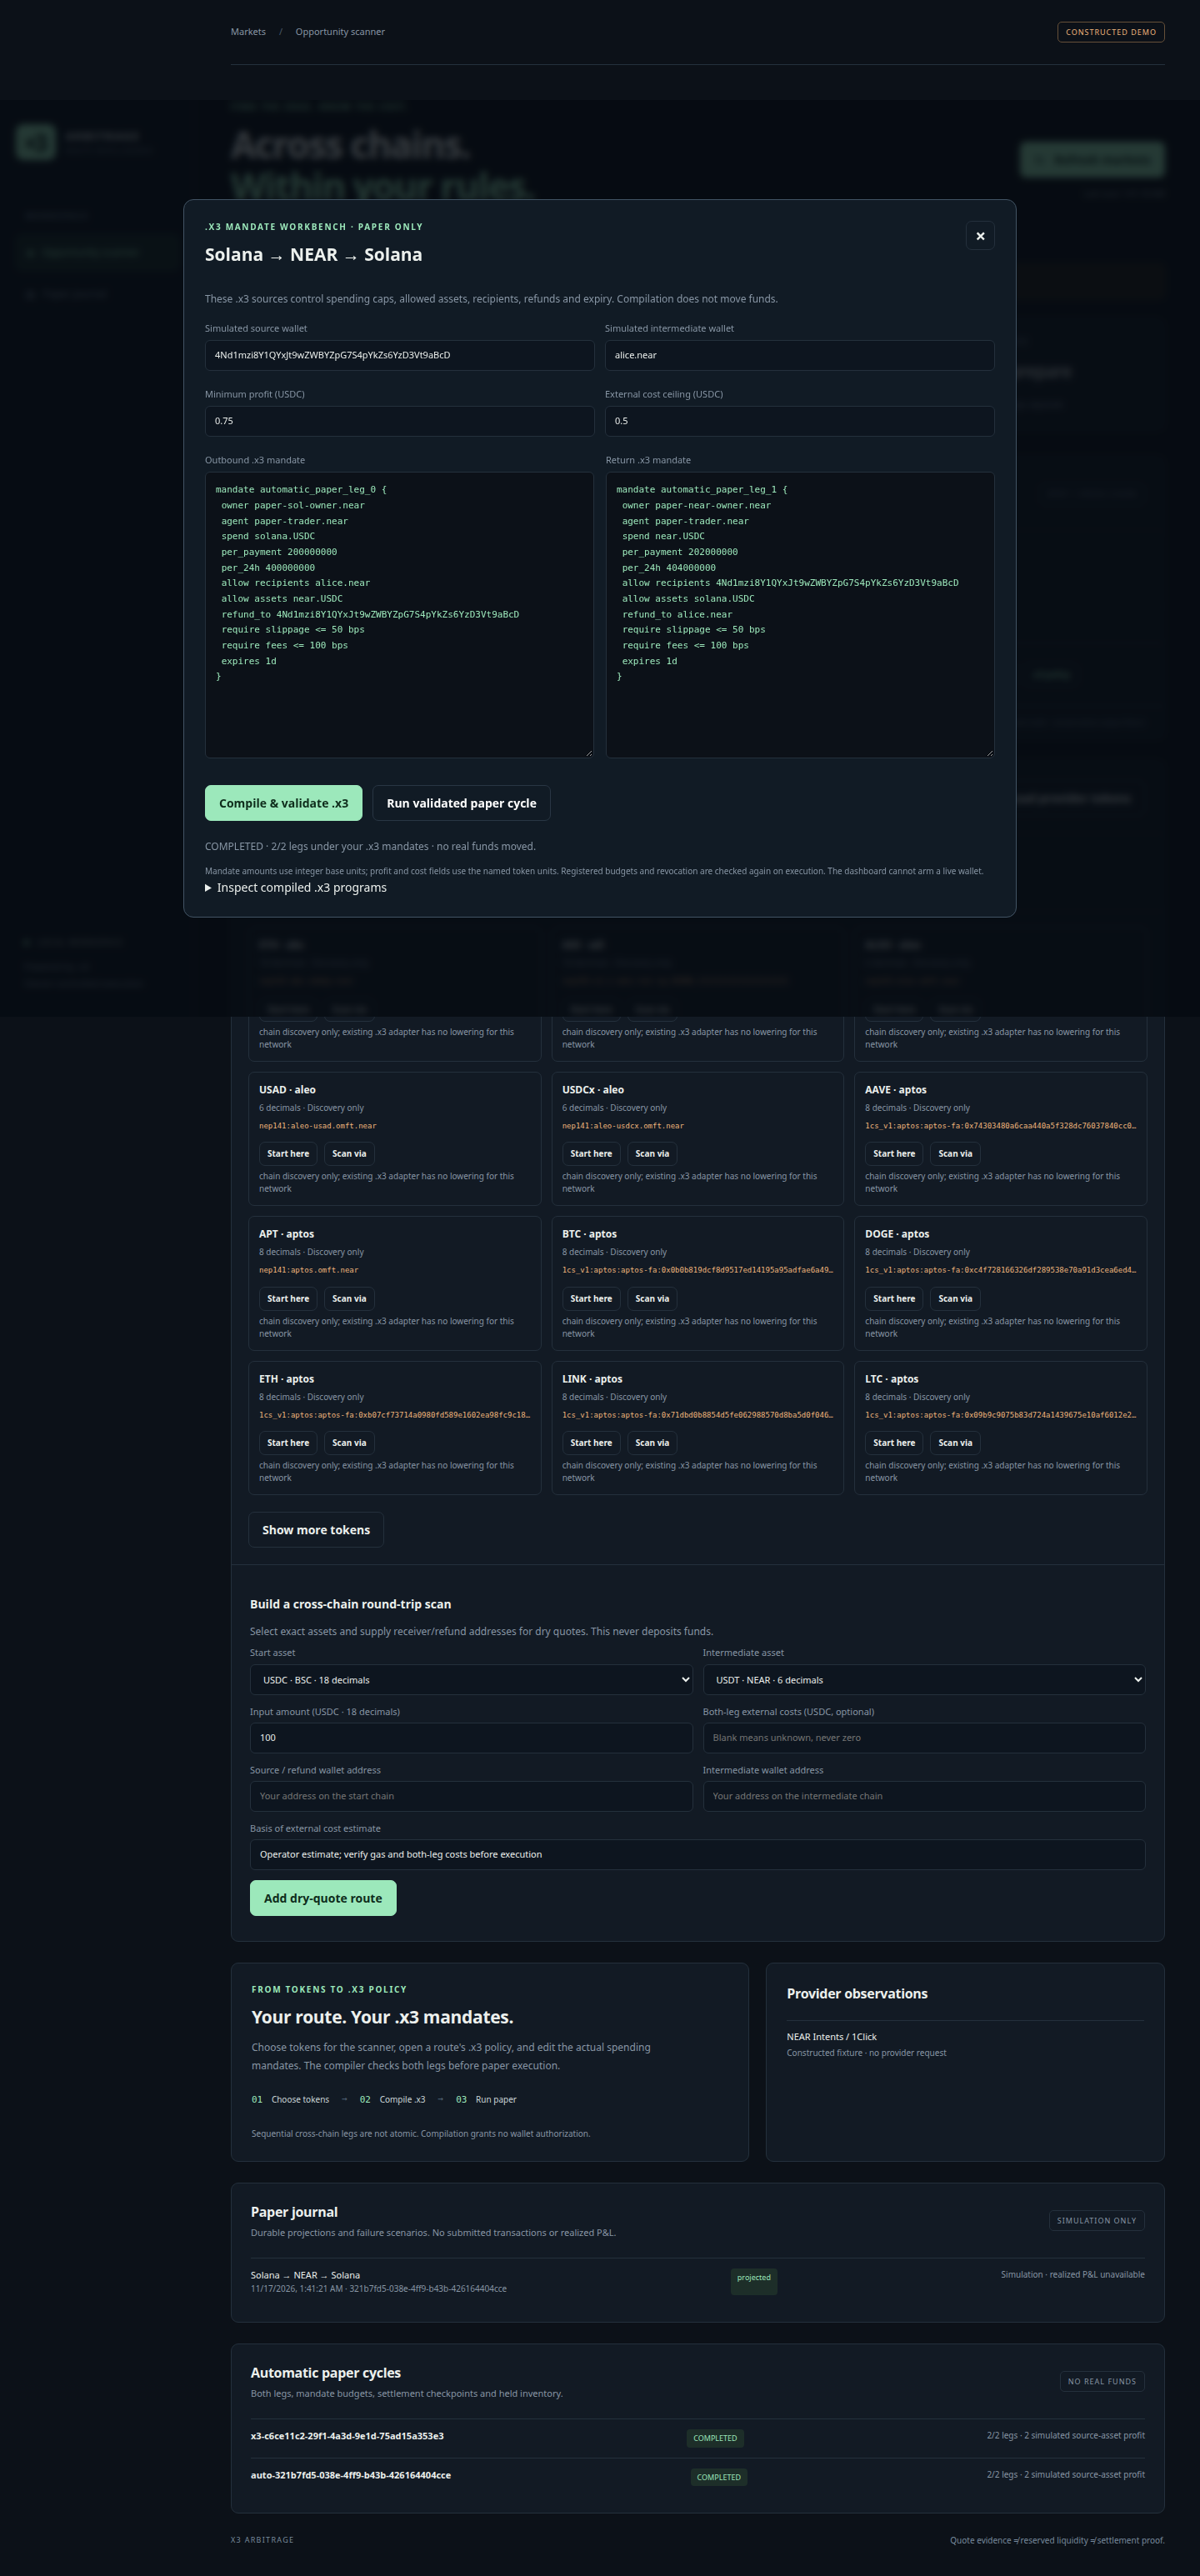 Markets / Opportunity scanner
CONSTRUCTED DEMO
Across chains.
Within your rules.
.X3 MANDATE WORKBENCH · PAPER ONLY
×
Solana → NEAR → Solana
These .x3 sources control spending caps, allowed assets, recipients, refunds and expiry. Compilation does not move funds.
Simulated source wallet
Simulated intermediate wallet
4Nd1mzi8Y1QYxJt9wZWBYZpG7S4pYkZs6YzD3Vt9aBcD
alice.near
Minimum profit (USDC)
External cost ceiling (USDC)
0.75
0.5
Outbound .x3 mandate
mandate automatic_paper_leg_0 {
owner paper-sol-owner.near
agent paper-trader.near
spend solana.USDC
per_payment 200000000
per_24h 400000000
allow recipients alice.near
allow assets near.USDC
refund_to 4Nd1mzi8Y1QYxJt9wZWBYZpG7S4pYkZs6YzD3Vt9aBcD
require slippage <= 50 bps
require fees <= 100 bps
expires 1d
}
Return .x3 mandate
mandate automatic_paper_leg_1 {
owner paper-near-owner.near
agent paper-trader.near
spend near.USDC
per_payment 202000000
per_24h 404000000
allow recipients 4Nd1mzi8Y1QYxJt9wZWBYZpG7S4pYkZs6YzD3Vt9aBcD
allow assets solana.USDC
refund_to alice.near
require slippage <= 50 bps
require fees <= 100 bps
expires 1d
}
Compile & validate .x3
Run validated paper cycle
COMPLETED · 2/2 legs under your .x3 mandates · no real funds moved.
Mandate amounts use integer base units; profit and cost fields use the named token units. Registered budgets and revocation are checked again on execution. The dashboard cannot arm a live wallet.
▶ Inspect compiled .x3 programs
chain discovery only; existing .x3 adapter has no lowering for this
network
chain discovery only; existing .x3 adapter has no lowering for this
network
chain discovery only; existing .x3 adapter has no lowering for this
network
USAD · aleo
6 decimals · Discovery only
nep141:aleo-usad.omft.near
Start here
Scan via
chain discovery only; existing .x3 adapter has no lowering for this
network
USDCx · aleo
6 decimals · Discovery only
nep141:aleo-usdcx.omft.near
Start here
Scan via
chain discovery only; existing .x3 adapter has no lowering for this
network
AAVE · aptos
8 decimals · Discovery only
1cs_v1:aptos:aptos-fa:0x74303480a6caa440a5f328dc76037840cc0…
Start here
Scan via
chain discovery only; existing .x3 adapter has no lowering for this
network
APT · aptos
8 decimals · Discovery only
nep141:aptos.omft.near
Start here
Scan via
chain discovery only; existing .x3 adapter has no lowering for this
network
BTC · aptos
8 decimals · Discovery only
1cs_v1:aptos:aptos-fa:0x0b0b819dcf8d9517ed14195a95adfae6a49…
Start here
Scan via
chain discovery only; existing .x3 adapter has no lowering for this
network
DOGE · aptos
8 decimals · Discovery only
1cs_v1:aptos:aptos-fa:0xc4f728166326df289538e70a91d3cea6ed4…
Start here
Scan via
chain discovery only; existing .x3 adapter has no lowering for this
network
ETH · aptos
8 decimals · Discovery only
1cs_v1:aptos:aptos-fa:0xb07cf73714a0980fd589e1602ea98fc9c18…
Start here
Scan via
chain discovery only; existing .x3 adapter has no lowering for this
network
LINK · aptos
8 decimals · Discovery only
1cs_v1:aptos:aptos-fa:0x71dbd0b8854d5fe062988570d8ba5d0f046…
Start here
Scan via
chain discovery only; existing .x3 adapter has no lowering for this
network
LTC · aptos
8 decimals · Discovery only
1cs_v1:aptos:aptos-fa:0x09b9c9075b83d724a1439675e10af6012e2…
Start here
Scan via
chain discovery only; existing .x3 adapter has no lowering for this
network
Show more tokens
Build a cross-chain round-trip scan
Select exact assets and supply receiver/refund addresses for dry quotes. This never deposits funds.
Start asset
Intermediate asset
USDC · BSC · 18 decimals
USDT · NEAR · 6 decimals
Input amount (USDC · 18 decimals)
Both-leg external costs (USDC, optional)
100
Blank means unknown, never zero
Source / refund wallet address
Intermediate wallet address
Your address on the start chain
Your address on the intermediate chain
Basis of external cost estimate
Operator estimate; verify gas and both-leg costs before execution
Add dry-quote route
FROM TOKENS TO .X3 POLICY
Your route. Your .x3 mandates.
Choose tokens for the scanner, open a route's .x3 policy, and edit the actual spending
mandates. The compiler checks both legs before paper execution.
01 Choose tokens → 02 Compile .x3 → 03 Run paper
Sequential cross-chain legs are not atomic. Compilation grants no wallet authorization.
Provider observations
NEAR Intents / 1Click
Constructed fixture · no provider request
Paper journal
Durable projections and failure scenarios. No submitted transactions or realized P&L.
SIMULATION ONLY
Solana → NEAR → Solana
11/17/2026, 1:41:21 AM · 321b7fd5-038e-4ff9-b43b-426164404cce
projected
Simulation · realized P&L unavailable
Automatic paper cycles
Both legs, mandate budgets, settlement checkpoints and held inventory.
NO REAL FUNDS
x3-c6ce11c2-29f1-4a3d-9e1d-75ad15a353e3
COMPLETED
2/2 legs · 2 simulated source-asset profit
auto-321b7fd5-038e-4ff9-b43b-426164404cce
COMPLETED
2/2 legs · 2 simulated source-asset profit
X3 ARBITRAGE
Quote evidence ≠ reserved liquidity ≠ settlement proof.